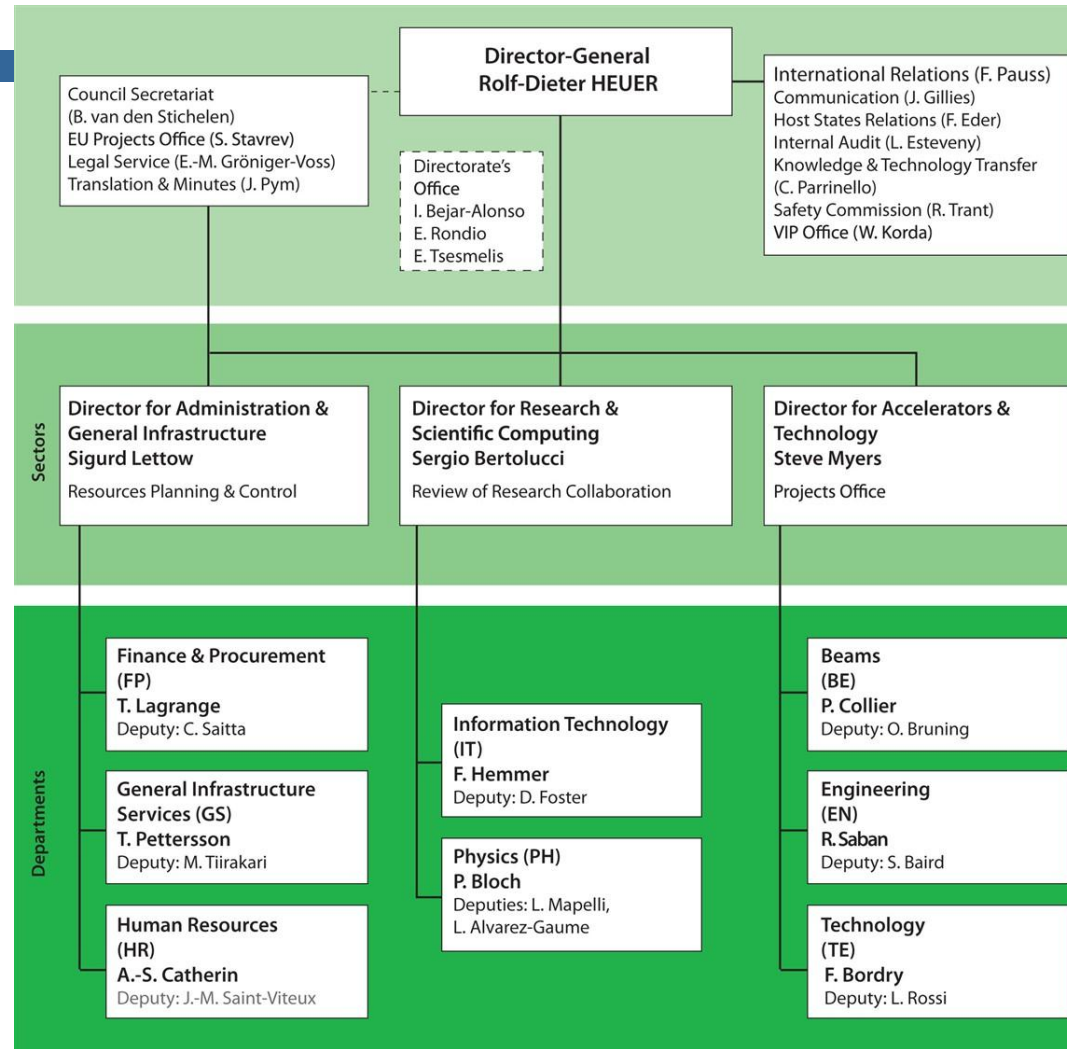 Director-General
Rolf-Dieter HEUER
Council Secretariat
(B. van den Stichelen)
EU Projects Office (S. Stavrev)
Legal Service (E.-M. Gröniger-Voss)
Translation & Minutes (J. Pym)
Directorate's
Office
I. Bejar-Alonso
E. Rondio
E. Tsesmelis
International Relations (F. Pauss)
Communication (J. Gillies)
Host States Relations (F. Eder)
Internal Audit (L. Esteveny)
Knowledge & Technology Transfer
(C. Parrinello)
Safety Commission (R. Trant)
VIP Office (W. Korda)
Sectors
Director for Administration &
General Infrastructure
Sigurd Lettow
Resources Planning & Control
Director for Research &
Scientific Computing
Sergio Bertolucci
Review of Research Collaboration
Director for Accelerators &
Technology
Steve Myers
Projects Office
Departments
Finance & Procurement
(FP)
T. Lagrange
Deputy: C. Saitta
General Infrastructure
Services (GS)
T. Pettersson
Deputy: M. Tiirakari
Human Resources
(HR)
A.-S. Catherin
Deputy: J.-M. Saint-Viteux
Information Technology
(IT)
F. Hemmer
Deputy: D. Foster
Physics (PH)
P. Bloch
Deputies: L. Mapelli,
L. Alvarez-Gaume
Beams
(BE)
P. Collier
Deputy: O. Bruning
Engineering
(EN)
R. Saban
Deputy: S. Baird
Technology
(TE)
F. Bordry
Deputy: L. Rossi